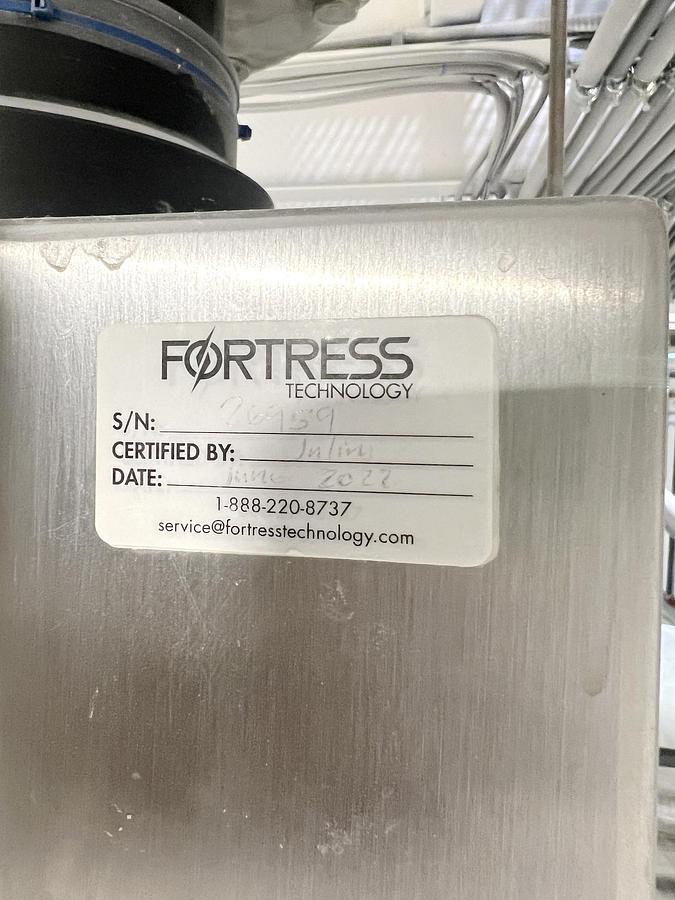 FORTRESS
TECHNOLOGY
S/N: 26959
CERTIFIED BY:
DATE: June 2022
1-888-220-8737
service@fortresstechnology.com